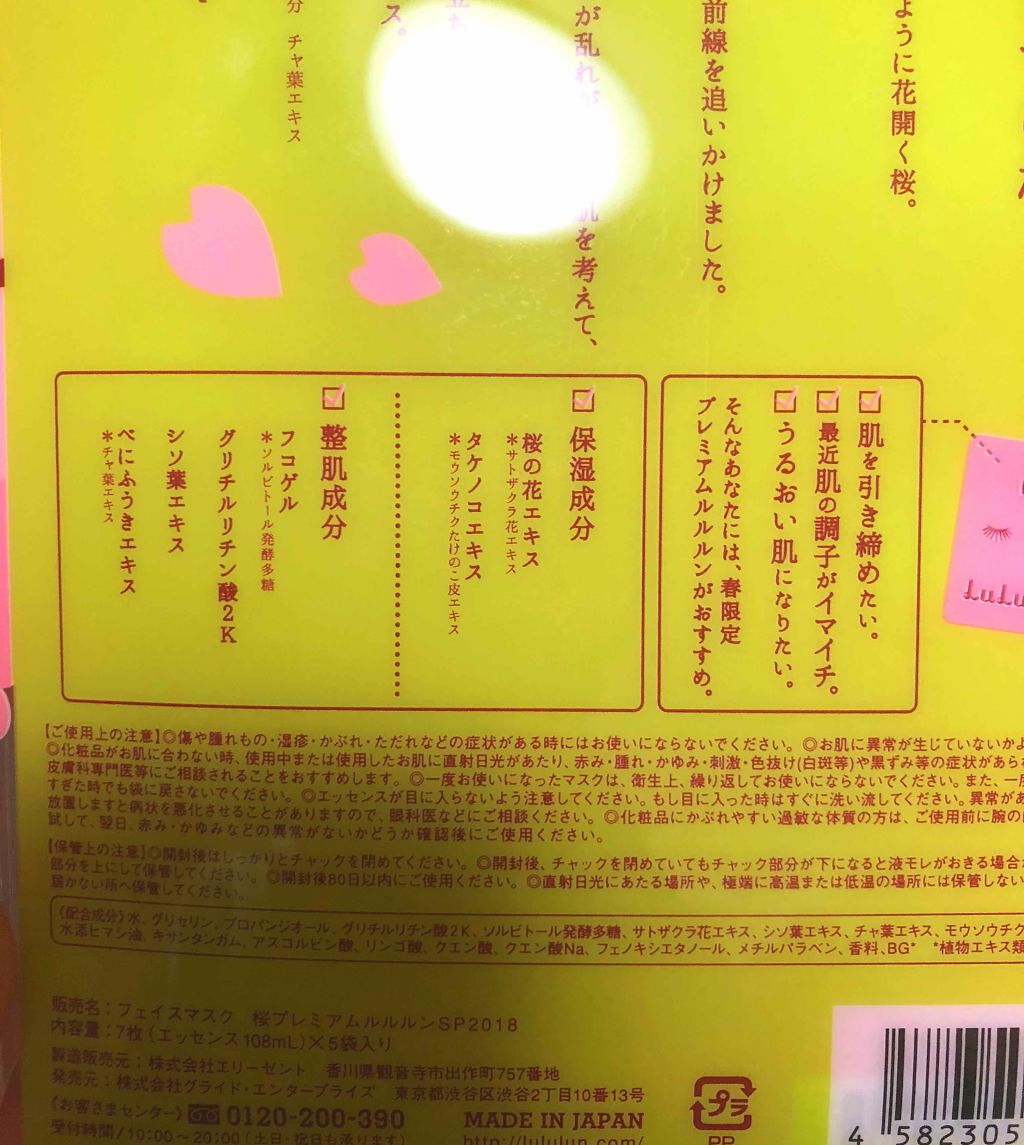 ように花開く桜。
前線を追いかけました。
が乱れが
肌を考えて、
ス。
分 チャ葉エキス
肌を引き締めたい。
最近肌の調子がイマイチ。
うるおい肌になりたい。
そんなあなたには、春限定
プレミアムルルルンがおすすめ。
LuLu
保湿成分
桜の花エキス
*サトザクラ花エキス
タケノコエキス
*モウソウチクたけのこ皮エキス
整肌成分
フコゲル
*ソルビトール発酵多糖
グリチルリチン酸2K
シソ葉エキス
べにふうきエキス
*チャ葉エキス
【ご使用上の注意】◎傷や腫れもの・湿疹・かぶれ・ただれなどの症状がある時にはお使いにならないでください。◎お肌に異常が生じていないかよ
◎化粧品がお肌に合わない時、使用中または使用したお肌に直射日光があたり、赤み・腫れ・かゆみ・刺激・色抜け(白斑等)や黒ずみ等の症状があら
皮膚科専門医等にご相談されることをおすすめします。◎一度お使いになったマスクは、衛生上、繰り返してお使いにならないでください。また、一度
すぎた時でも袋に戻さないでください。◎エッセンスが目に入らないよう注意してください。もし目に入った時はすぐに洗い流してください。異常があ
放置しますと病状を悪化させることがありますので、眼科医などにご相談ください。◎化粧品にかぶれやすい過敏な体質の方は、ご使用前に腕の
試して、翌日、赤み・かゆみなどの異常がないかどうか確認後にご使用ください。
【保管上の注意】◎開封後はしっかりとチャックを閉めてください。◎開封後、チャックを閉めていてもチャック部分が下になると液モレがおきる場合が
部分を上にして保管してください。◎開封後80日以内にご使用ください。◎直射日光にあたる場所や、極端に高温または低温の場所には保管しない
届かない所へ保管してください。
《配合成分》水、グリセリン、プロパンジオール、グリチルリチン酸2K、ソルビトール発酵多糖、サトザクラ花エキス、シソ葉エキス、チャ葉エキス、モウソウチク
水添ヒマシ油、キサンタンガム、アスコルビン酸、リンゴ酸、クエン酸、クエン酸Na、フェノキシエタノール、メチルパラベン、香料、BG* *植物エキス類
販売名:フェイスマスク 桜プレミアムルルルンSP2018
内容量:7枚(エッセンス108mL)×5袋入り
製造販売元:株式会社エリーゼント 香川県観音寺市出作町757番地
発売元:株式会社グライド・エンタープライズ 東京都渋谷区渋谷2丁目10番13号
《お客さまセンター》0120-200-390 MADE IN JAPAN
受付時間/10:00～20:00(土日・祝日も承ります) http://lululun.com/
プラ
PP
4 582305